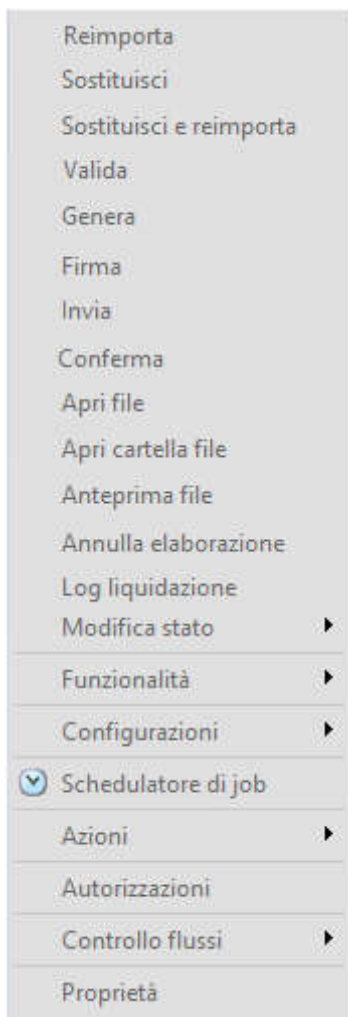 Reimporta
Sostituisci
Sostituisci e reimporta
Valida
Genera
Firma
Invia
Conferma
Apri file
Apri cartella file
Anteprima file
Annulla elaborazione
Log liquidazione
Modifica stato
Funzionalità
Configurazioni
Schedulatore di job
Azioni
Autorizzazioni
Controllo flussi
Proprietà